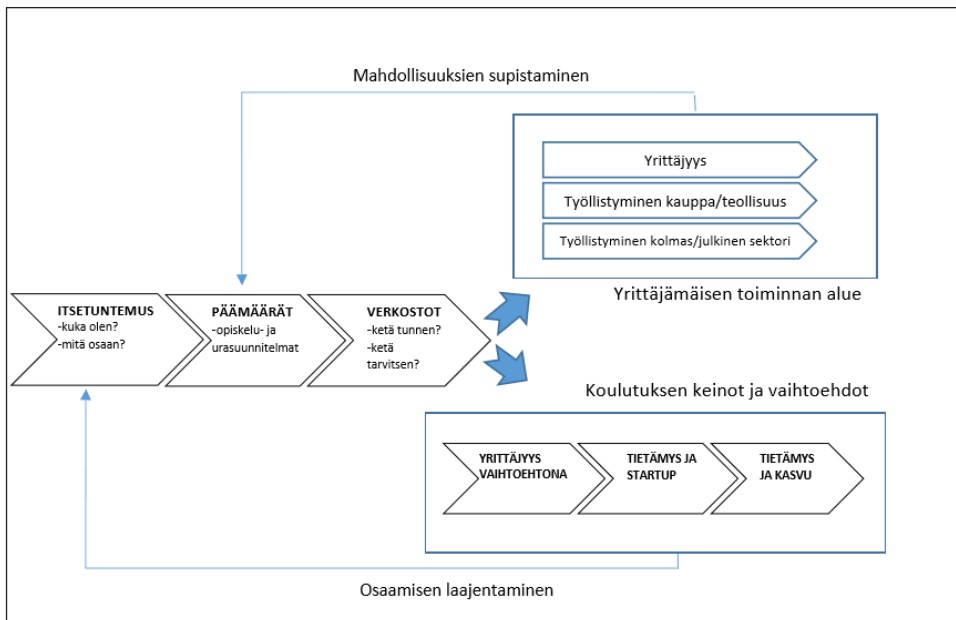 Mahdollisuuksien supistaminen
Yrittäjyys
Työllistyminen kauppa/teollisuus
Työllistyminen kolmas/julkinen sektori
Yrittäjämäisen toiminnan alue
ITSETUNTEMUS
-kuka olen?
-mitä osaan?
PÄÄMÄÄRÄT
-opiskelu- ja
urasuunnitelmat
VERKOSTOT
-ketä tunnen?
-ketä
tarvitsen?
Koulutuksen keinot ja vaihtoehdot
YRITTÄJYYS
VAIHTOEHTONA
TIETÄMYS JA
STARTUP
TIETÄMYS
JA KASVU
Osaamisen laajentaminen